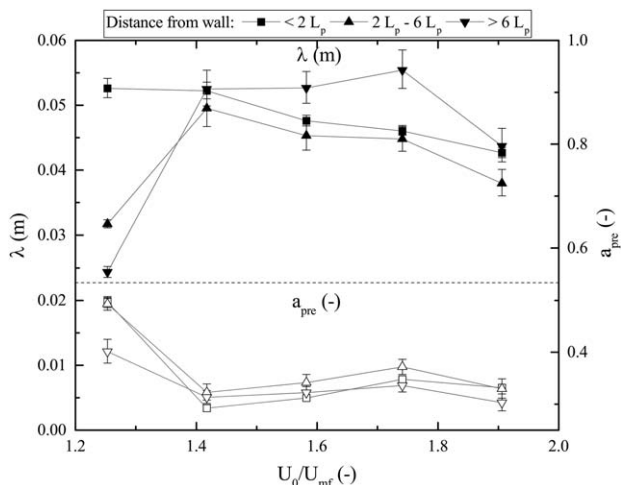 Distance from wall: < 2 Lp 2 Lp - 6 Lp > 6 Lp
0.06 1.0
λ (m)
0.05
0.8
0.04
λ (m)
0.03
0.6
apre (-)
0.02
apre (-)
0.01
0.4
0.00
1.2 1.4 1.6 1.8 2.0
U0/Umf (-)